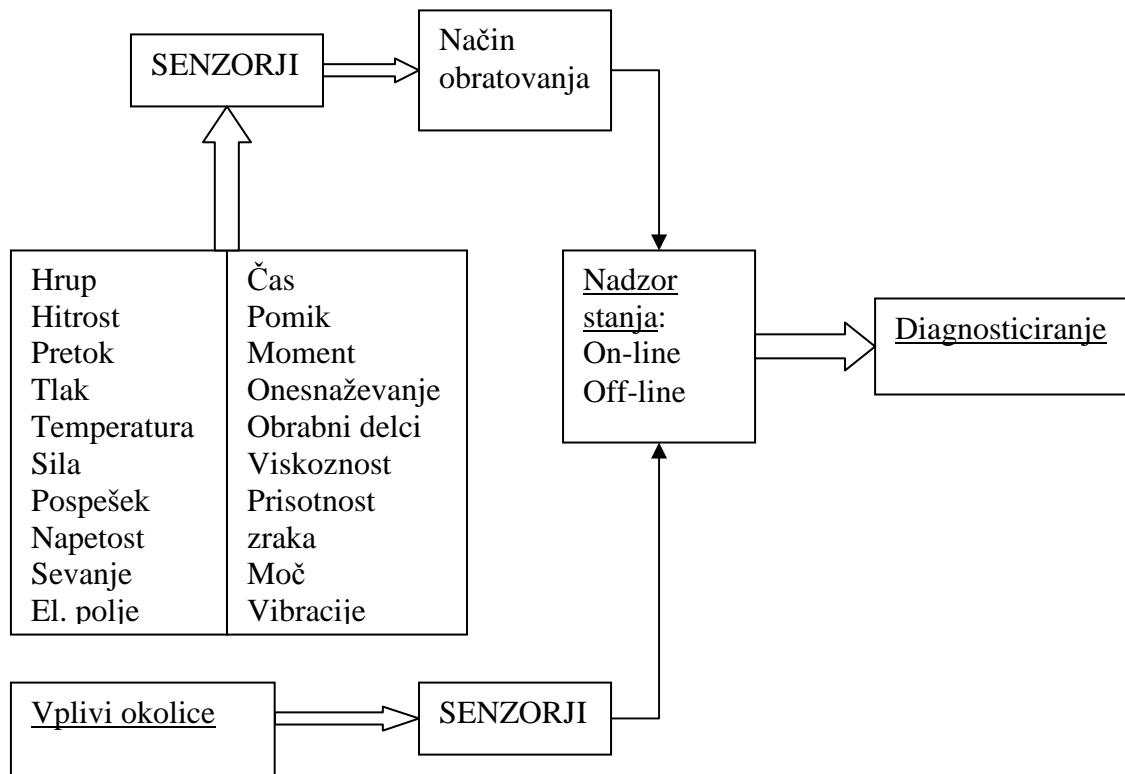 SENZORJI
Način
obratovanja
Hrup
Hitrost
Pretok
Tlak
Temperatura
Sila
Pospešek
Napetost
Sevanje
El. polje
Čas
Pomik
Moment
Onesnaževanje
Obrabni delci
Viskoznost
Prisotnost
zraka
Moč
Vibracije
Nadzor
stanja:
On-line
Off-line
Diagnosticiranje
Vplivi okolice
SENZORJI